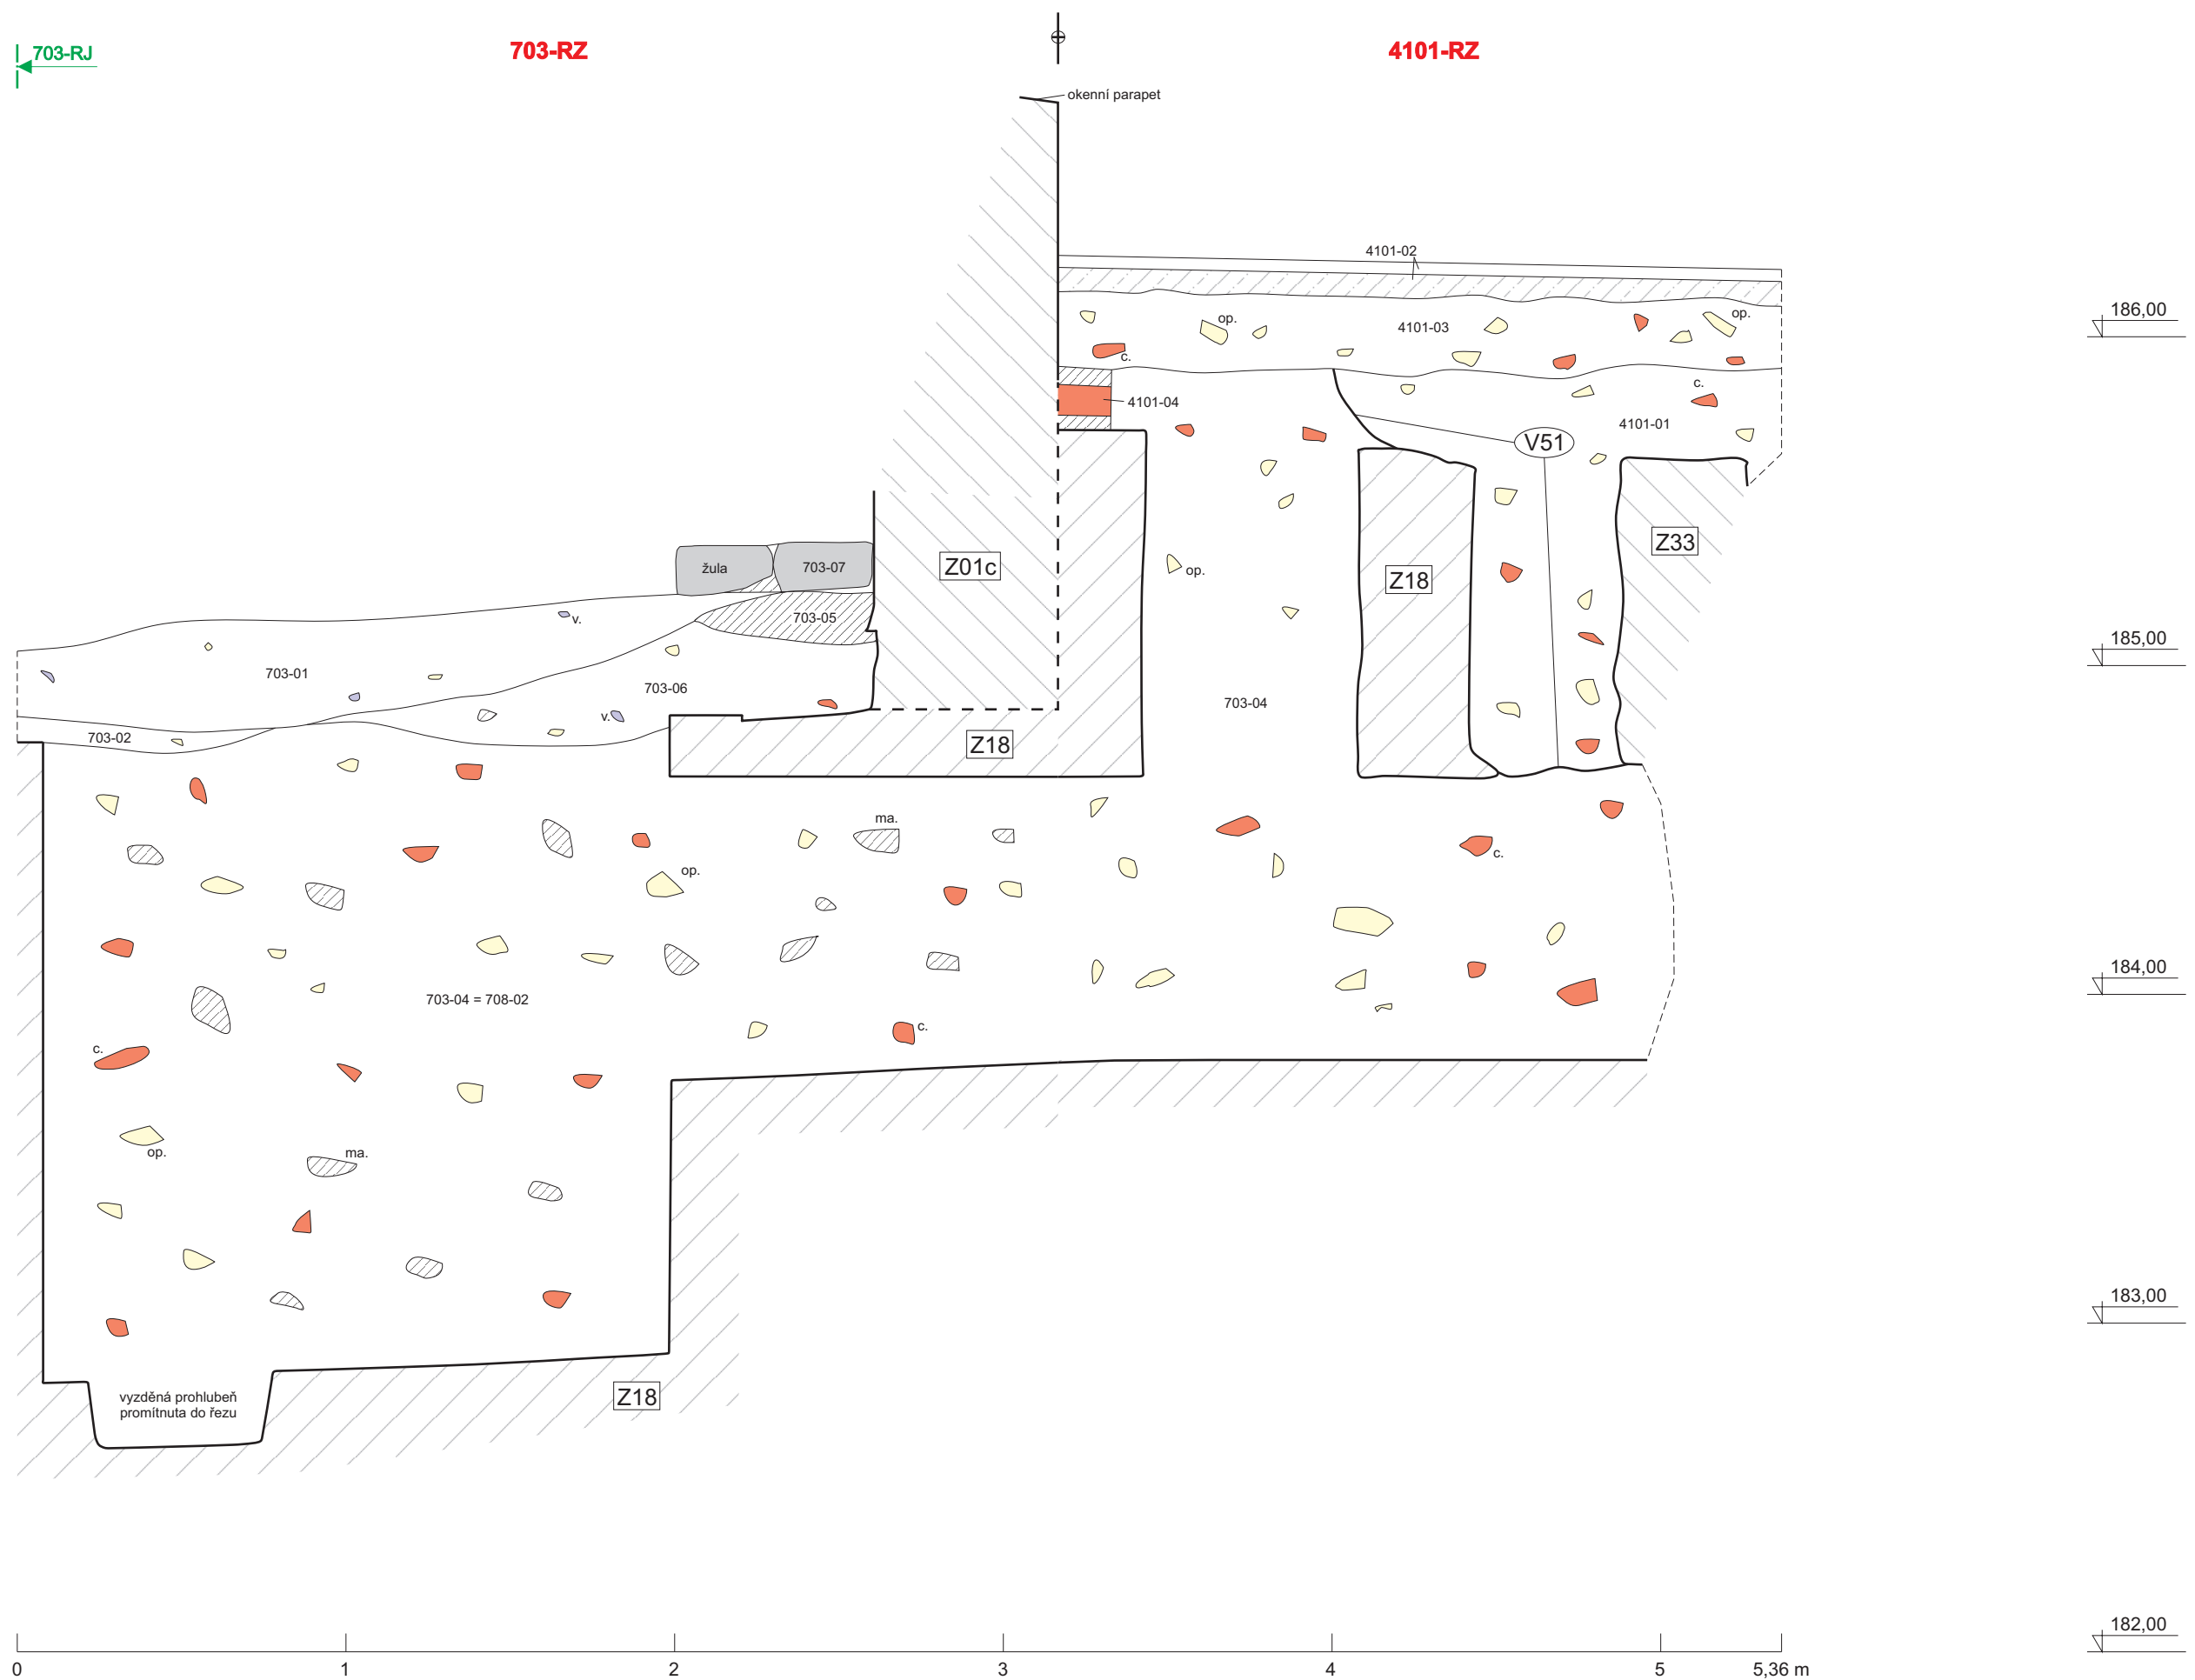 703-RJ
703-RZ
4101-RZ
okenní parapet
4101-02
186,00
op.
4101-03
op.
c.
c.
4101-04
4101-01
V51
Z01c
Z33
žula
703-07
op.
Z18
703-05
v.
185,00
703-01
703-06
703-04
v.
703-02
Z18
ma.
c.
op.
184,00
703-04 = 708-02
c.
c.
op.
ma.
183,00
vyzděná prohlubeň
promítnuta do řezu
Z18
182,00
0
1
2
3
4
5
5,36 m